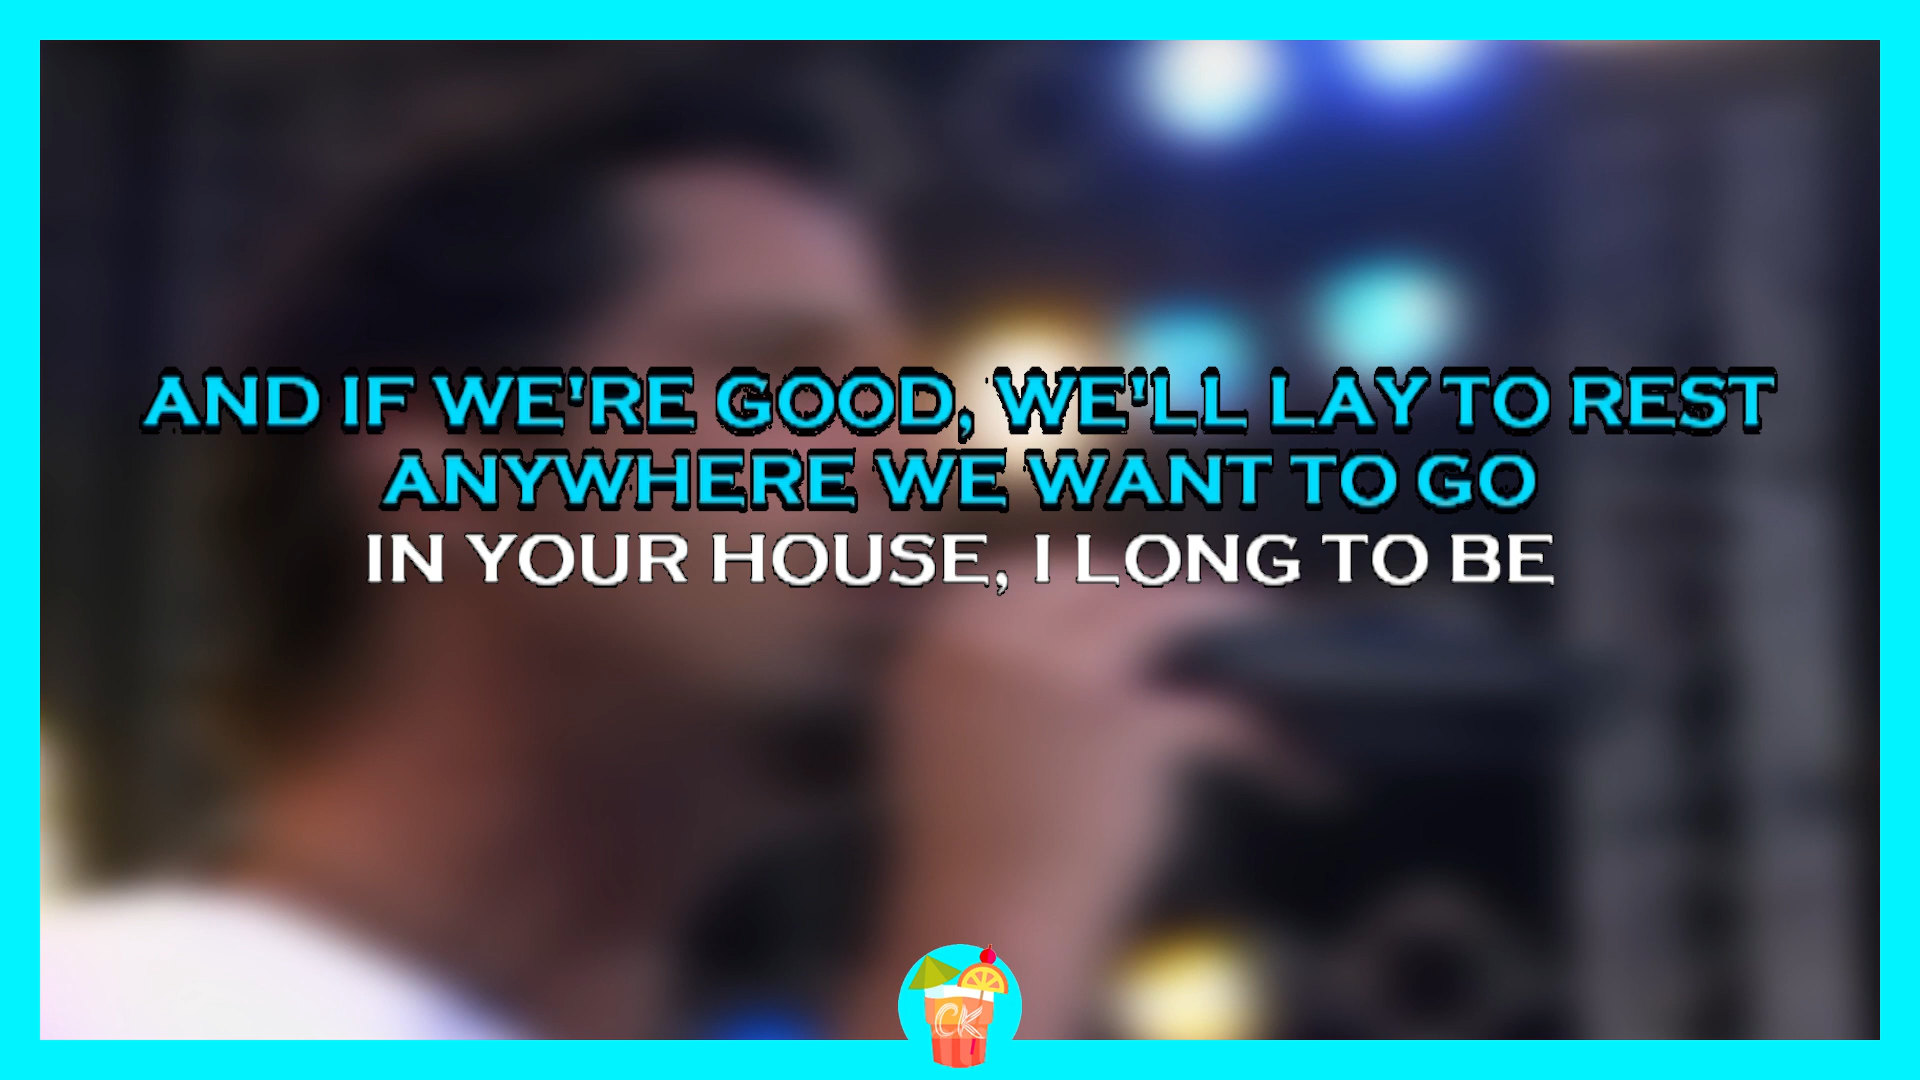 AND IF WE'RE GOOD, WE'LL LAY TO REST
ANYWHERE WE WANT TO GO
IN YOUR HOUSE, I LONG TO BE
CK